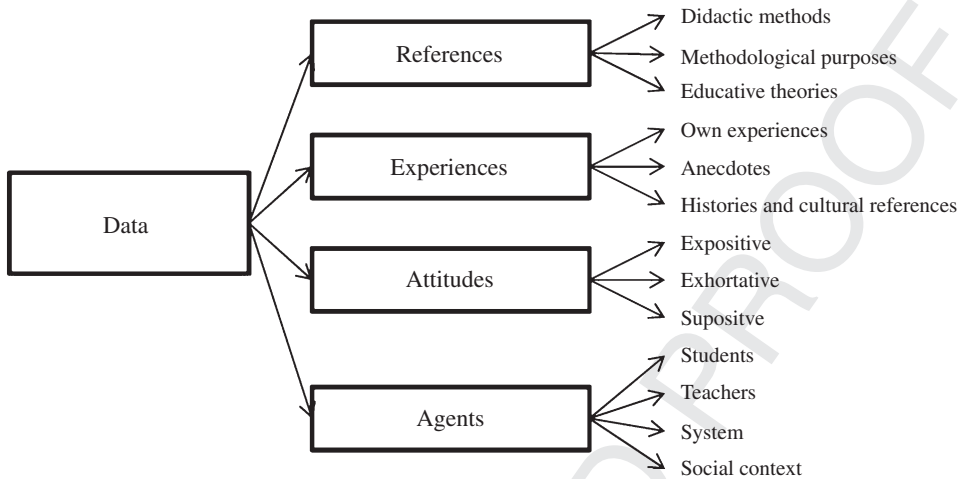 Data
References
Didactic methods
Methodological purposes
Educative theories
Experiences
Own experiences
Anecdotes
Histories and cultural references
Attitudes
Expositive
Exhortative
Supositve
Agents
Students
Teachers
System
Social context
PROOF